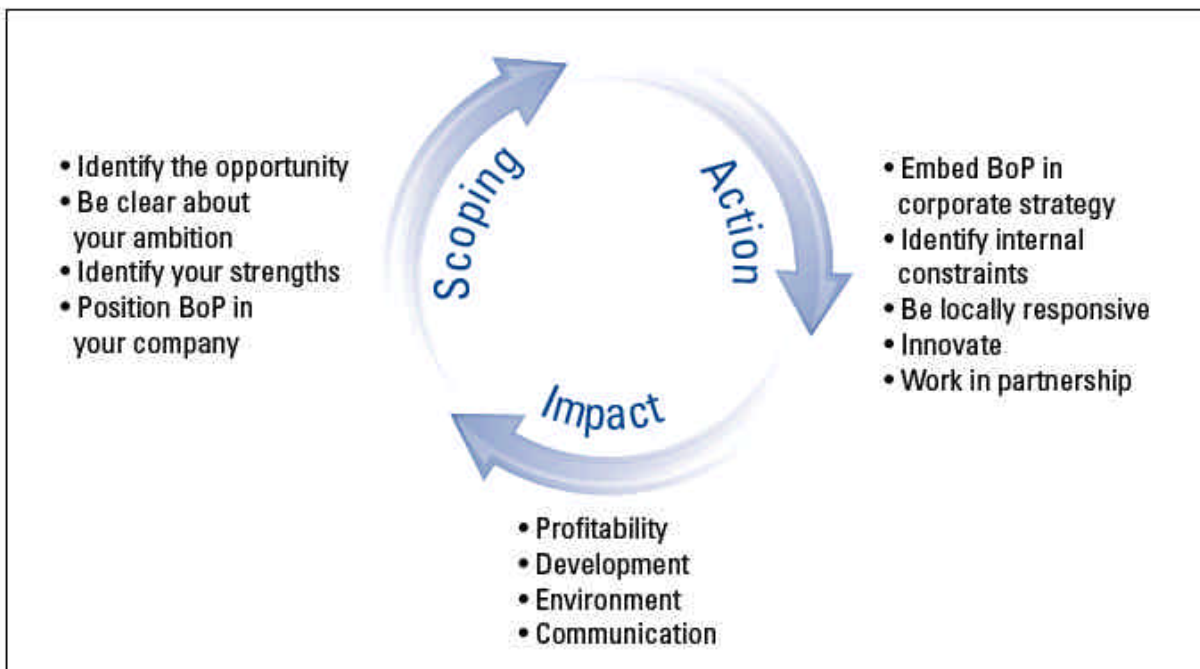 Scoping
• Identify the opportunity
• Be clear about
your ambition
• Identify your strengths
• Position BoP in
your company
Action
• Embed BoP in
corporate strategy
• Identify internal
constraints
• Be locally responsive
• Innovate
• Work in partnership
Impact
• Profitability
• Development
• Environment
• Communication